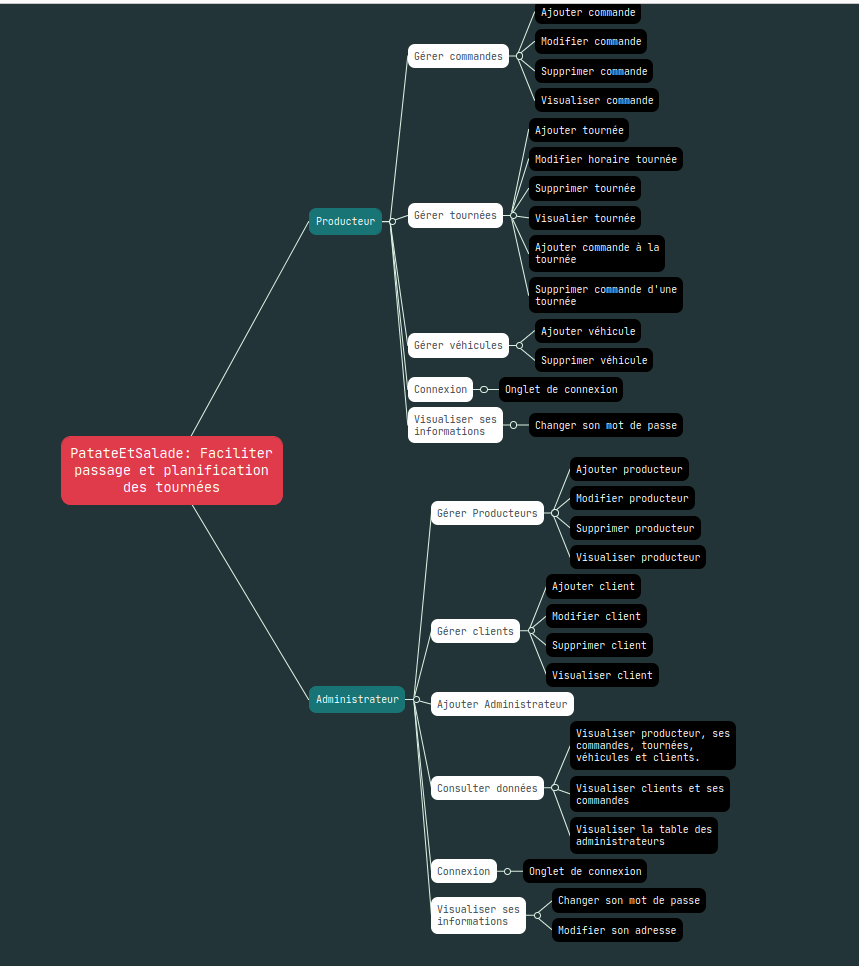 PatateEtSalade: Faciliter
passage et planification
des tournées
Producteur
Gérer commandes
Ajouter commande
Modifier commande
Supprimer commande
Visualiser commande
Gérer tournées
Ajouter tournée
Modifier horaire tournée
Supprimer tournée
Visualier tournée
Ajouter commande à la
tournée
Supprimer commande d'une
tournée
Gérer véhicules
Ajouter véhicule
Supprimer véhicule
Connexion
Onglet de connexion
Visualiser ses
informations
Changer son mot de passe
Administrateur
Gérer Producteurs
Ajouter producteur
Modifier producteur
Supprimer producteur
Visualiser producteur
Gérer clients
Ajouter client
Modifier client
Supprimer client
Visualiser client
Ajouter Administrateur
Consulter données
Visualiser producteur, ses
commandes, tournées,
véhicules et clients.
Visualiser clients et ses
commandes
Visualiser la table des
administrateurs
Connexion
Onglet de connexion
Visualiser ses
informations
Changer son mot de passe
Modifier son adresse